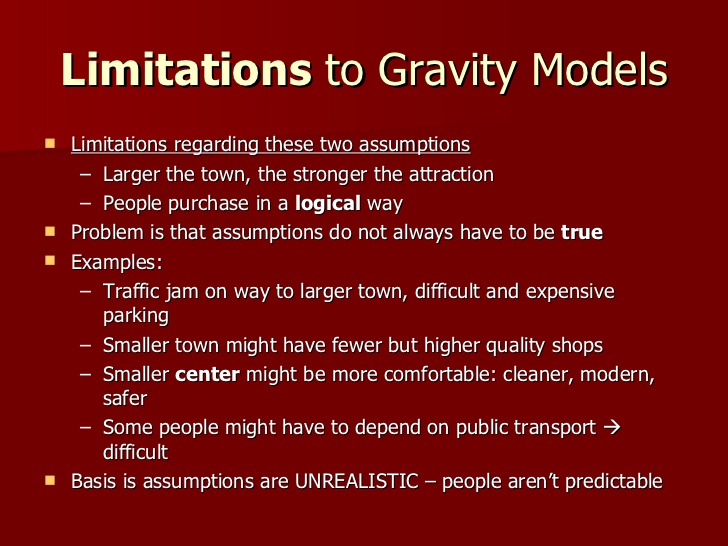 Limitations to Gravity Models
▪ Limitations regarding these two assumptions
– Larger the town, the stronger the attraction
– People purchase in a logical way
▪ Problem is that assumptions do not always have to be true
▪ Examples:
– Traffic jam on way to larger town, difficult and expensive
parking
– Smaller town might have fewer but higher quality shops
– Smaller center might be more comfortable: cleaner, modern,
safer
– Some people might have to depend on public transport →
difficult
▪ Basis is assumptions are UNREALISTIC – people aren’t predictable